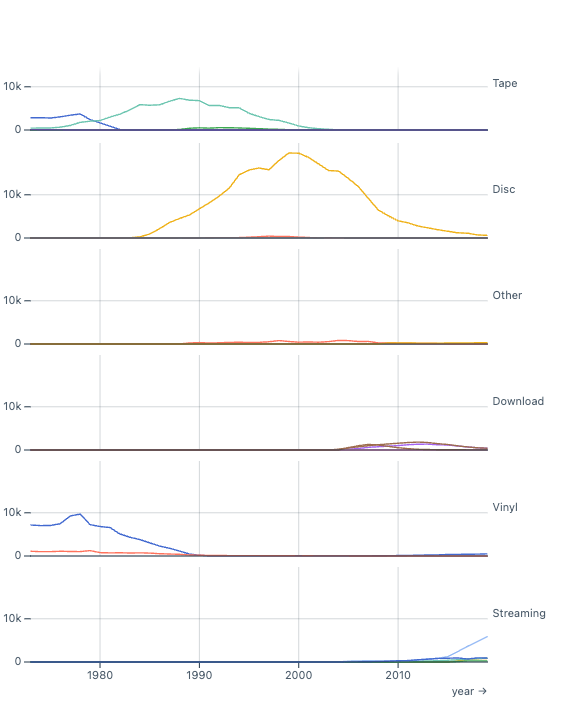 Tape
10k
0
Disc
10k
0
Other
10k
0
Download
10k
0
Vinyl
10k
0
Streaming
10k
0
1980 1990 2000 2010
year →